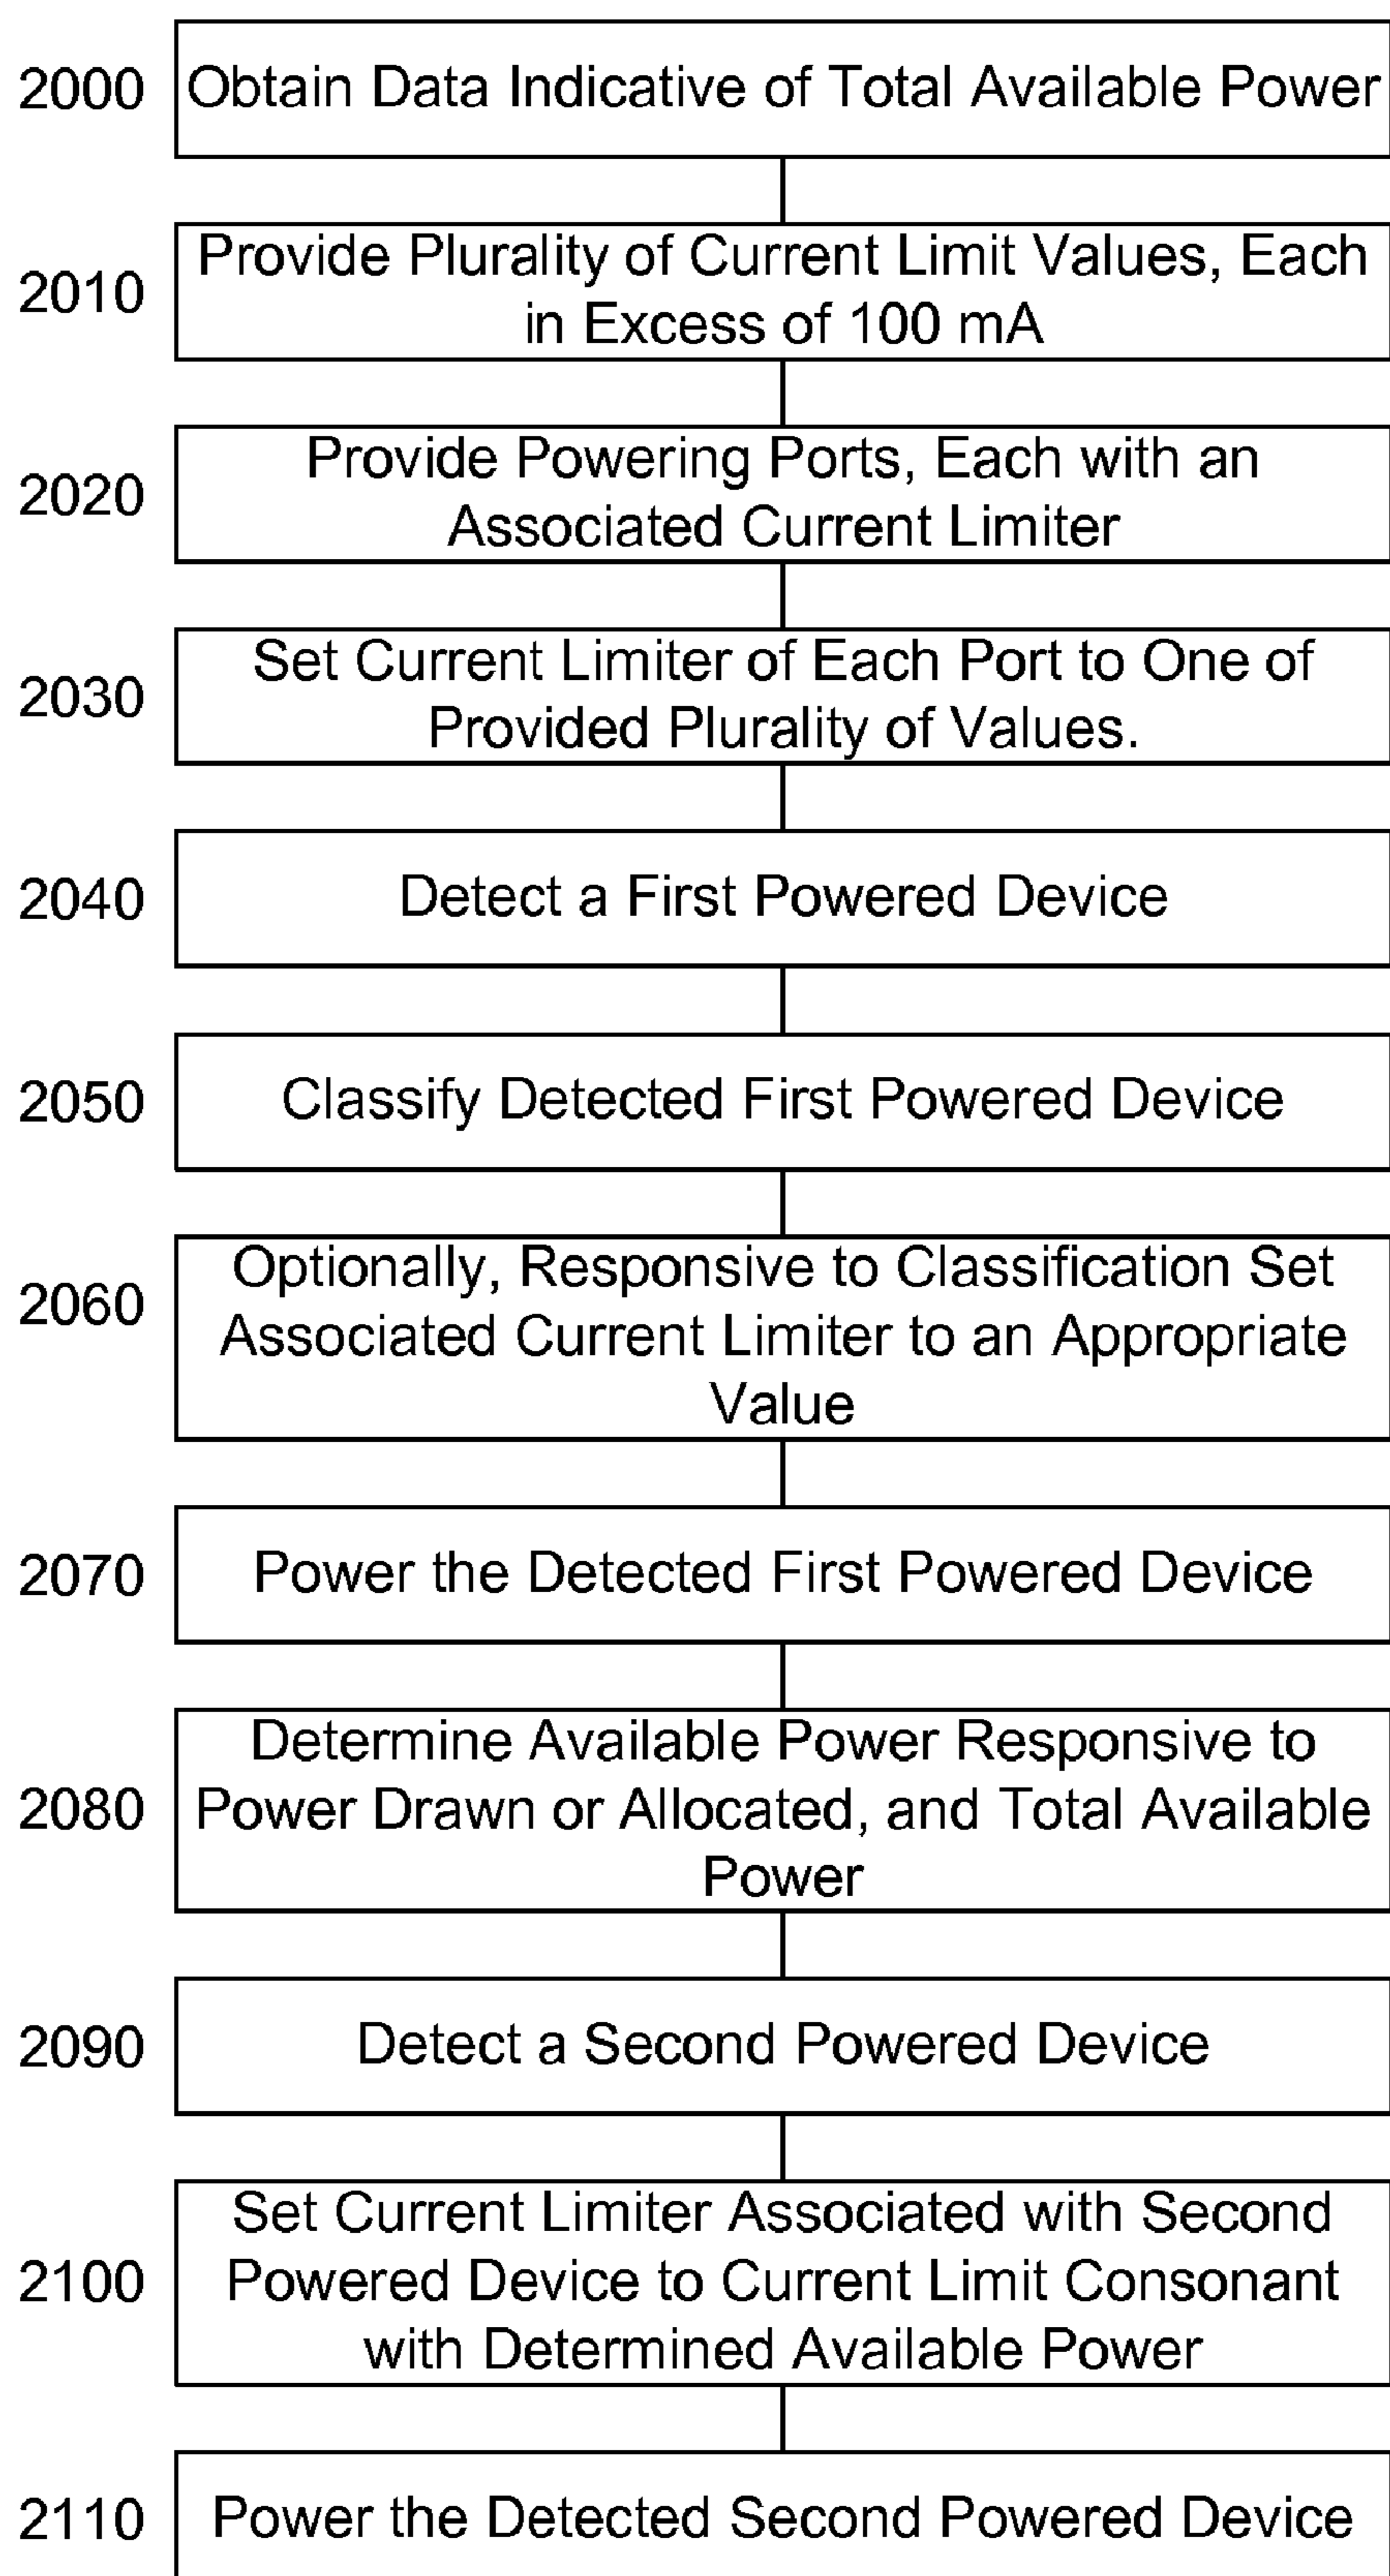 2000 Obtain Data Indicative of Total Available Power
Provide Plurality of Current Limit Values, Each
2010
in Excess of 100 mA
Provide Powering Ports, Each with an
2020
Associated Current Limiter
Set Current Limiter of Each Port to One of
2030
Provided Plurality of Values.
2040 Detect a First Powered Device
2050 Classify Detected First Powered Device
Optionally, Responsive to Classification Set
2060
Associated Current Limiter to an Appropriate
Value
2070 Power the Detected First Powered Device
Determine Available Power Responsive to
2080 Power Drawn or Allocated, and Total Available
Power
2090 Detect a Second Powered Device
Set Current Limiter Associated with Second
2100 Powered Device to Current Limit Consonant
with Determined Available Power
2110 Power the Detected Second Powered Device